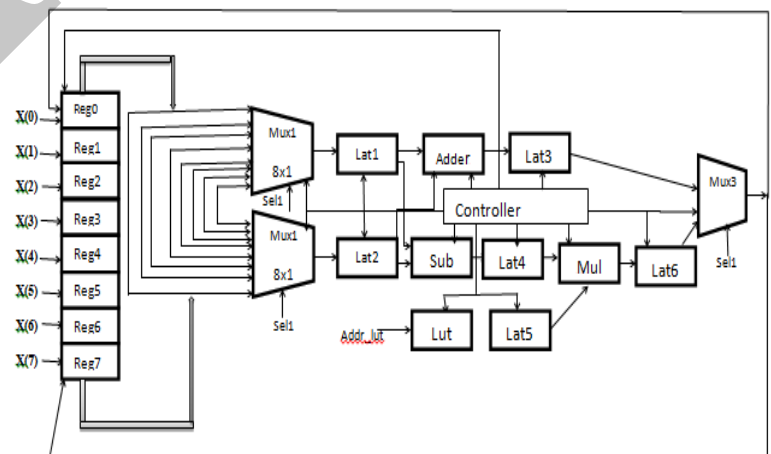 X(0)
Reg0
X(1)
Reg1
X(2)
Reg2
X(3)
Reg3
X(4)
Reg4
X(5)
Reg5
X(6)
Reg6
X(7)
Reg7
Mux1
8x1
Sel1
Mux1
8x1
Sel1
Lat1
Lat2
Adder
Lat3
Controller
Sub
Lat4
Mul
Lat6
Addr_lut
Lut
Lat5
Mux3
Sel1